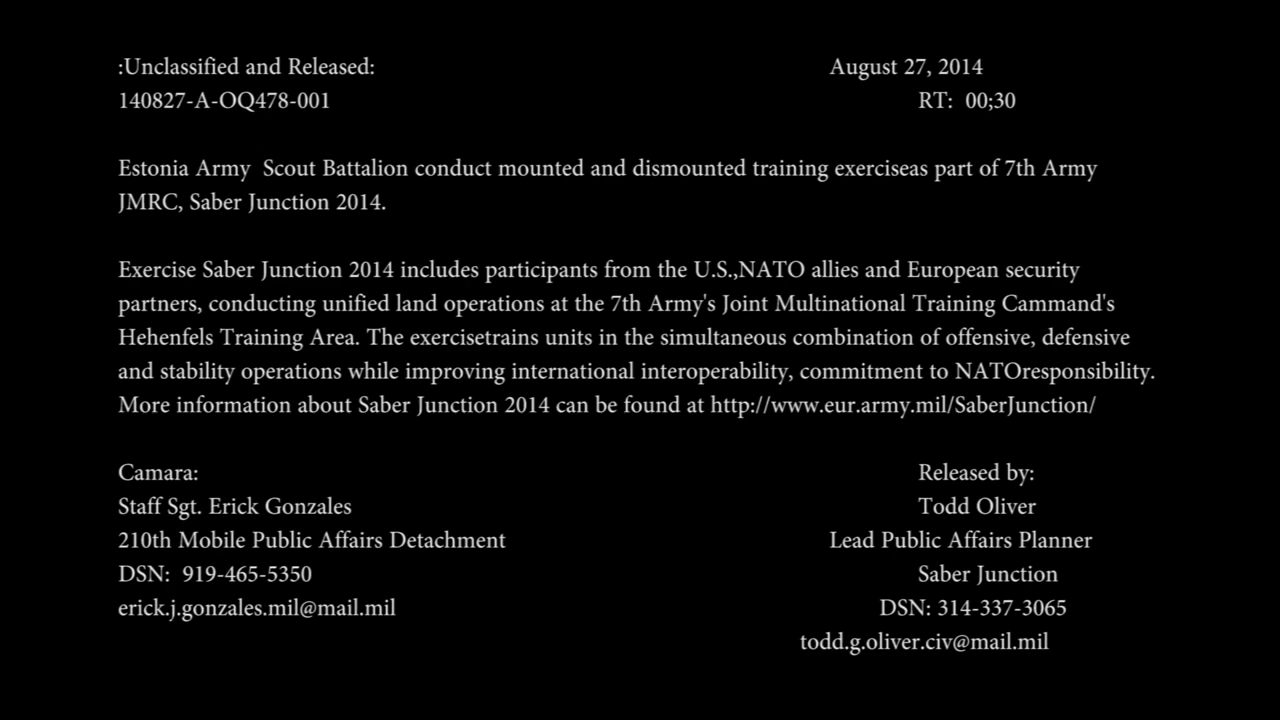 :Unclassified and Released: August 27, 2014
140827-A-OQ478-001 RT: 00;30
Estonia Army Scout Battalion conduct mounted and dismounted training exerciseas part of 7th Army
JMRC, Saber Junction 2014.
Exercise Saber Junction 2014 includes participants from the U.S.,NATO allies and European security
partners, conducting unified land operations at the 7th Army's Joint Multinational Training Cammand's
Hehenfels Training Area. The exercisetrains units in the simultaneous combination of offensive, defensive
and stability operations while improving international interoperability, commitment to NATOresponsibility.
More information about Saber Junction 2014 can be found at http://www.eur.army.mil/SaberJunction/
Camara: Released by:
Staff Sgt. Erick Gonzales Todd Oliver
210th Mobile Public Affairs Detachment Lead Public Affairs Planner
DSN: 919-465-5350 Saber Junction
erick.j.gonzales.mil@mail.mil DSN: 314-337-3065
todd.g.oliver.civ@mail.mil